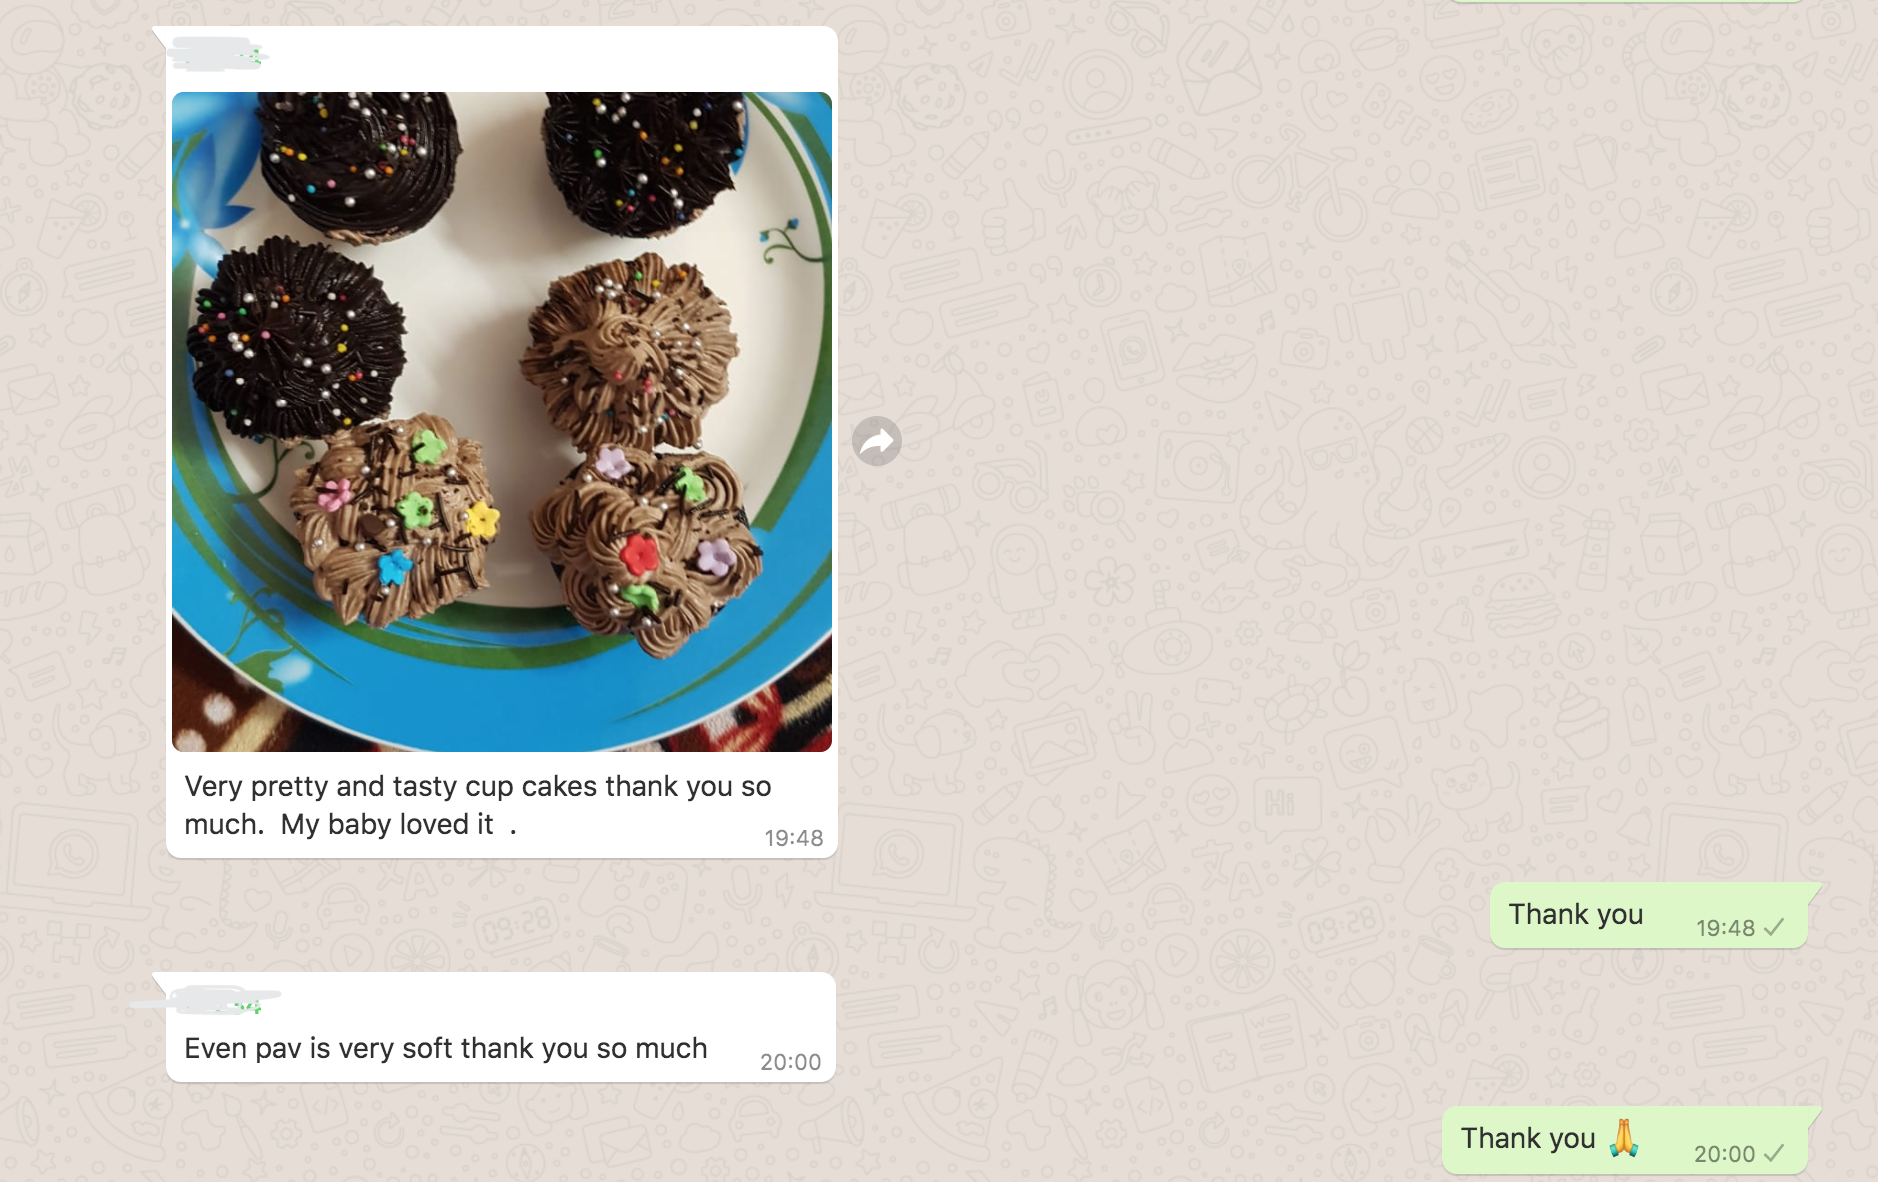 Very pretty and tasty cup cakes thank you so
much.  My baby loved it  .
19:48
Thank you
19:48
Even pav is very soft thank you so much
20:00
Thank you 🙏
20:00